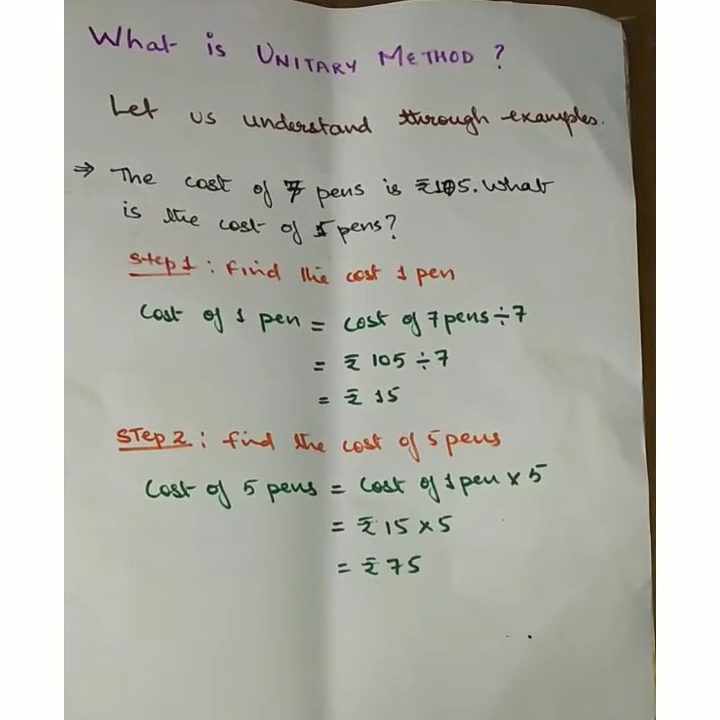 What is UNITARY METHOD ?
Let us understand through examples.
⇒ The cost of 7 pens is ₹105. What
is the cost of 5 pens?
Step 1 : Find the cost 1 pen
Cost of 1 pen = cost of 7 pens ÷ 7
= ₹ 105 ÷ 7
= ₹ 15
STEP 2 : find the cost of 5 pens
Cost of 5 pens = cost of 1 pen × 5
= ₹ 15 × 5
= ₹ 75